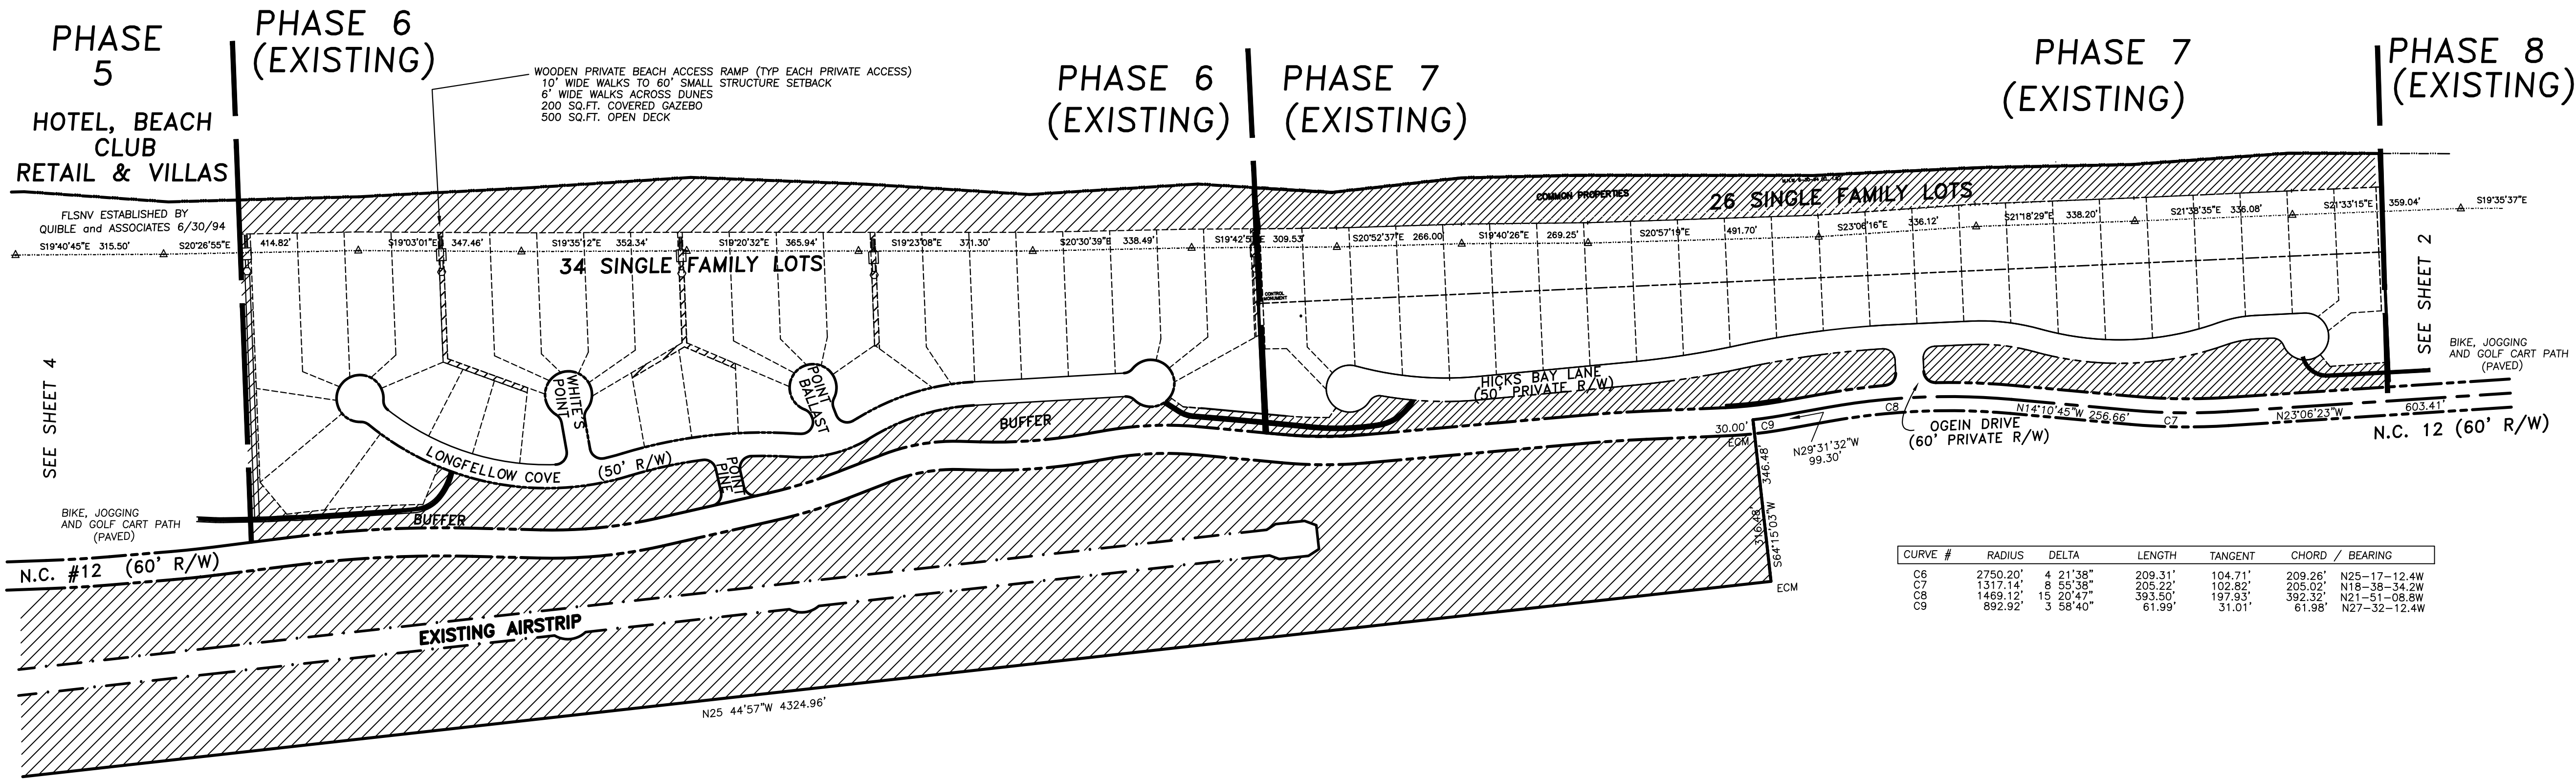 PHASE
5
HOTEL, BEACH
CLUB
RETAIL & VILLAS
PHASE 6
(EXISTING)
WOODEN PRIVATE BEACH ACCESS RAMP (TYP EACH PRIVATE ACCESS)
10' WIDE WALKS TO 60' SMALL STRUCTURE SETBACK
6' WIDE WALKS ACROSS DUNES
200 SQ.FT. COVERED GAZEBO
500 SQ.FT. OPEN DECK
PHASE 6
(EXISTING)
PHASE 7
(EXISTING)
PHASE 7
(EXISTING)
PHASE 8
(EXISTING)
COMMON PROPERTIES
26 SINGLE FAMILY LOTS
FLSNV ESTABLISHED BY
QUIBLE and ASSOCIATES 6/30/94
S19°40'45"E 315.50' S20°26'55"E 414.82' S19°03'01"E 347.46' S19°35'12"E 352.34' S19°20'32"E 365.94' S19°23'08"E 371.30' S20°30'39"E 338.49' 309.53' S20°52'37"E 266.00 S19°40'26"E 269.25' S20°57'19"E 491.70' S23°06'16"E 336.12' S21°18'29"E 338.20' S21°38'35"E 336.08' S21°33'15"E 359.04' S19°35'37"E
34 SINGLE FAMILY LOTS
CONTROL
MONUMENT
SEE SHEET 4
SEE SHEET 2
WHITE'S
POINT
POINT
BALLAST
LONGFELLOW COVE (50' R/W)
POINT
PINE
BUFFER
BUFFER
HICKS BAY LANE
(50' PRIVATE R/W)
BIKE, JOGGING
AND GOLF CART PATH
(PAVED)
BIKE, JOGGING
AND GOLF CART PATH
(PAVED)
N.C. #12 (60' R/W)
30.00'
ECM
C9
C8
N29°31'32"W
99.30'
OGEIN DRIVE
(60' PRIVATE R/W)
N14°10'45"W 256.66'
C7
N23°06'23"W 603.41'
N.C. 12 (60' R/W)
346.48'
316.48'
S64°15'03"W
ECM
EXISTING AIRSTRIP
N25 44'57"W 4324.96'
CURVE # RADIUS DELTA LENGTH TANGENT CHORD / BEARING
C6 2750.20' 4 21'38" 209.31' 104.71' 209.26' N25-17-12.4W
C7 1317.14' 8 55'38" 205.22' 102.82' 205.02' N18-38-34.2W
C8 1469.12' 15 20'47" 393.50' 197.93' 392.32' N21-51-08.8W
C9 892.92' 3 58'40" 61.99' 31.01' 61.98' N27-32-12.4W